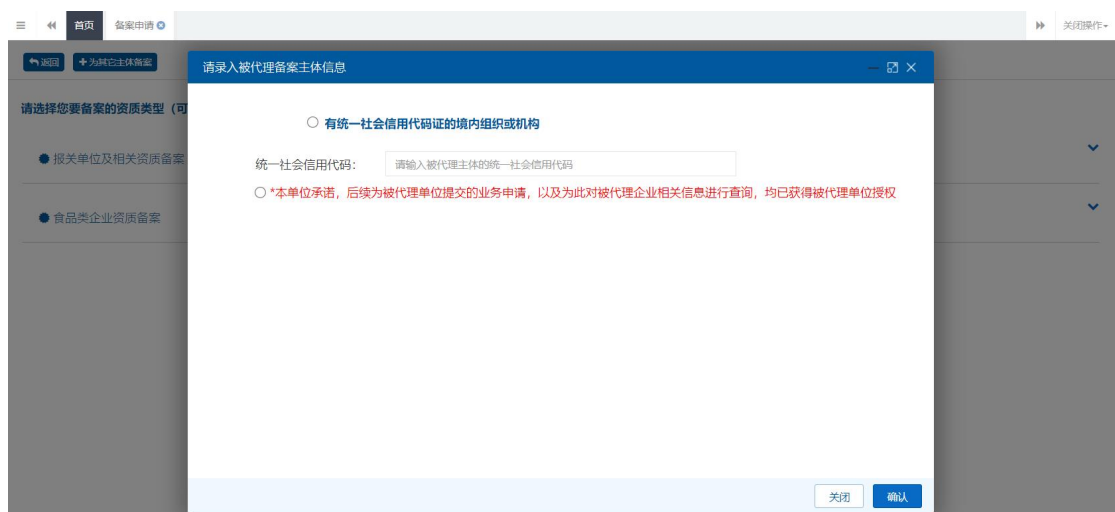 首页 备案申请 关闭操作
返回 +为其它主体备案
请录入被代理备案主体信息
请选择您要备案的资质类型（可
有统一社会信用代码证的境内组织或机构
报关单位及相关资质备案
统一社会信用代码： 请输入被代理主体的统一社会信用代码
*本单位承诺，后续为被代理单位提交的业务申请，以及为此对被代理企业相关信息进行查询，均已获得被代理单位授权
食品类企业资质备案
关闭 确认